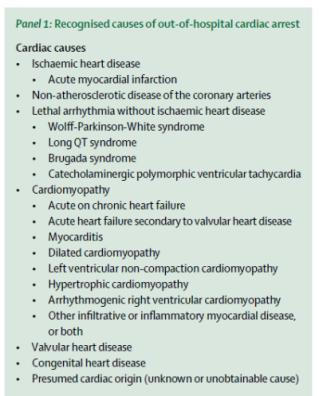 Panel 1: Recognised causes of out-of-hospital cardiac arrest
Cardiac causes
• Ischaemic heart disease
• Acute myocardial infarction
• Non-atherosclerotic disease of the coronary arteries
• Lethal arrhythmia without ischaemic heart disease
• Wolff-Parkinson-White syndrome
• Long QT syndrome
• Brugada syndrome
• Catecholaminergic polymorphic ventricular tachycardia
• Cardiomyopathy
• Acute on chronic heart failure
• Acute heart failure secondary to valvular heart disease
• Myocarditis
• Dilated cardiomyopathy
• Left ventricular non-compaction cardiomyopathy
• Hypertrophic cardiomyopathy
• Arrhythmogenic right ventricular cardiomyopathy
• Other infiltrative or inflammatory myocardial disease,
or both
• Valvular heart disease
• Congenital heart disease
• Presumed cardiac origin (unknown or unobtainable cause)